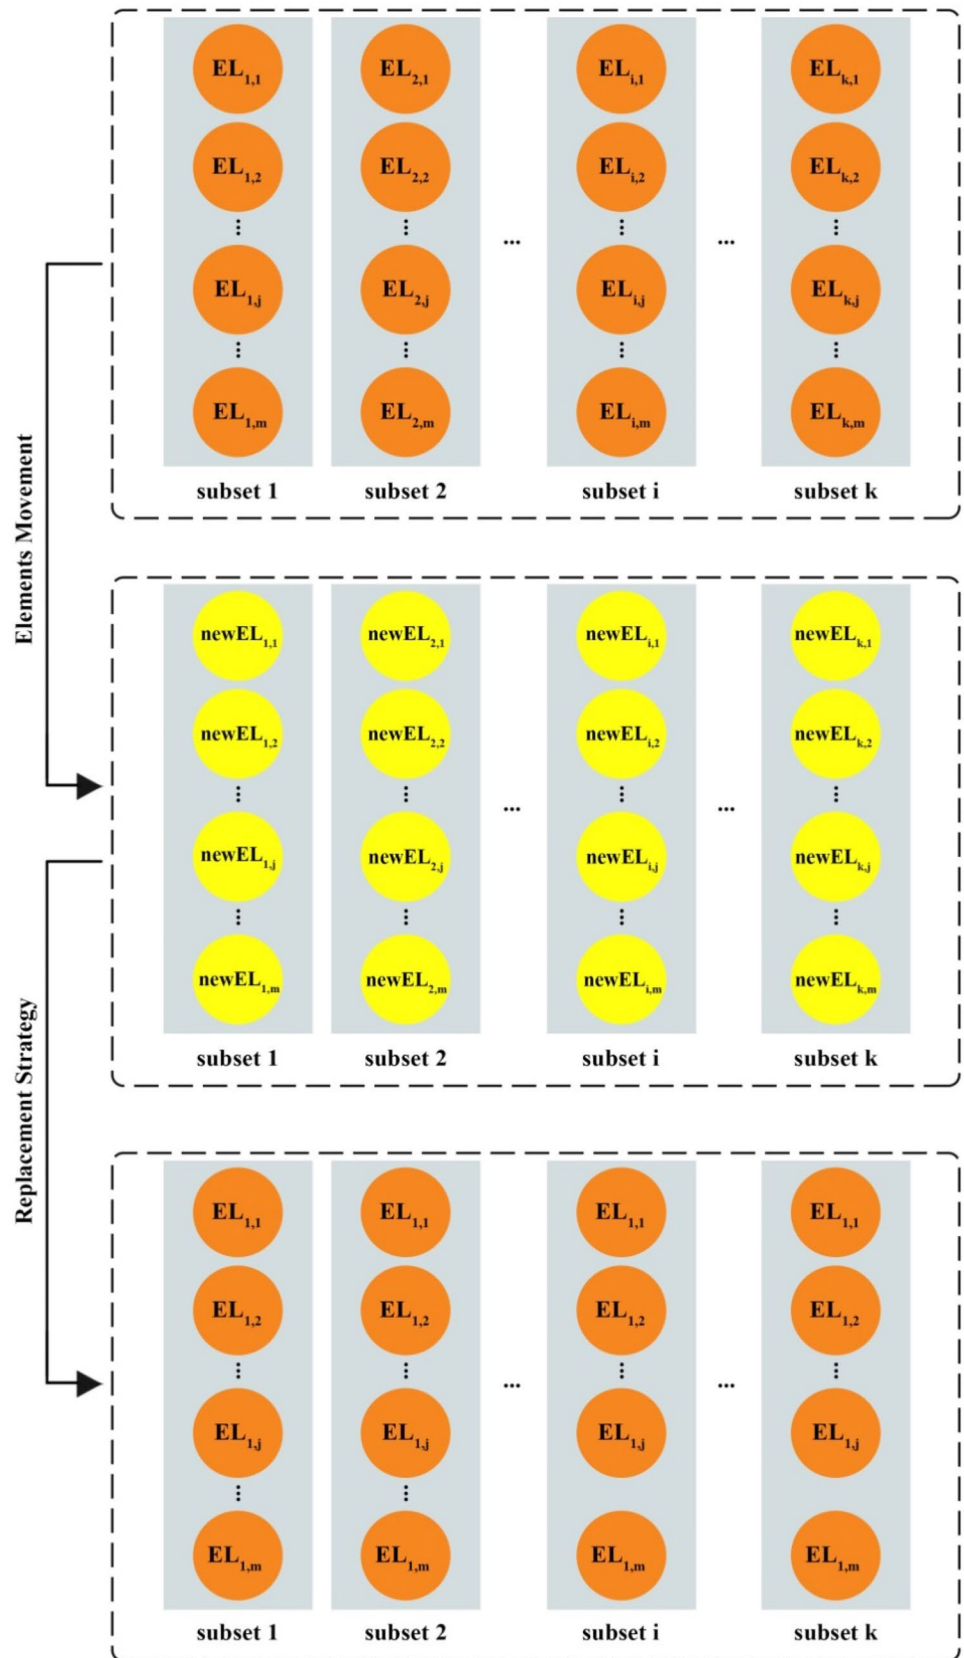 EL1,1 EL2,1 ELi,1 ELk,1
EL1,2 EL2,2 ELi,2 ELk,2
⋮ ⋮ ⋮ ⋮
... ...
EL1,j EL2,j ELi,j ELk,j
⋮ ⋮ ⋮ ⋮
EL1,m EL2,m ELi,m ELk,m
subset 1 subset 2 subset i subset k
Elements Movement
newEL1,1 newEL2,1 newELi,1 newELk,1
newEL1,2 newEL2,2 newELi,2 newELk,2
⋮ ⋮ ⋮ ⋮
... ...
newEL1,j newEL2,j newELi,j newELk,j
⋮ ⋮ ⋮ ⋮
newEL1,m newEL2,m newELi,m newELk,m
subset 1 subset 2 subset i subset k
Replacement Strategy
EL1,1 EL1,1 EL1,1 EL1,1
EL1,2 EL1,2 EL1,2 EL1,2
⋮ ⋮ ⋮ ⋮
... ...
EL1,j EL1,j EL1,j EL1,j
⋮ ⋮
EL1,m EL1,m EL1,m EL1,m
subset 1 subset 2 subset i subset k